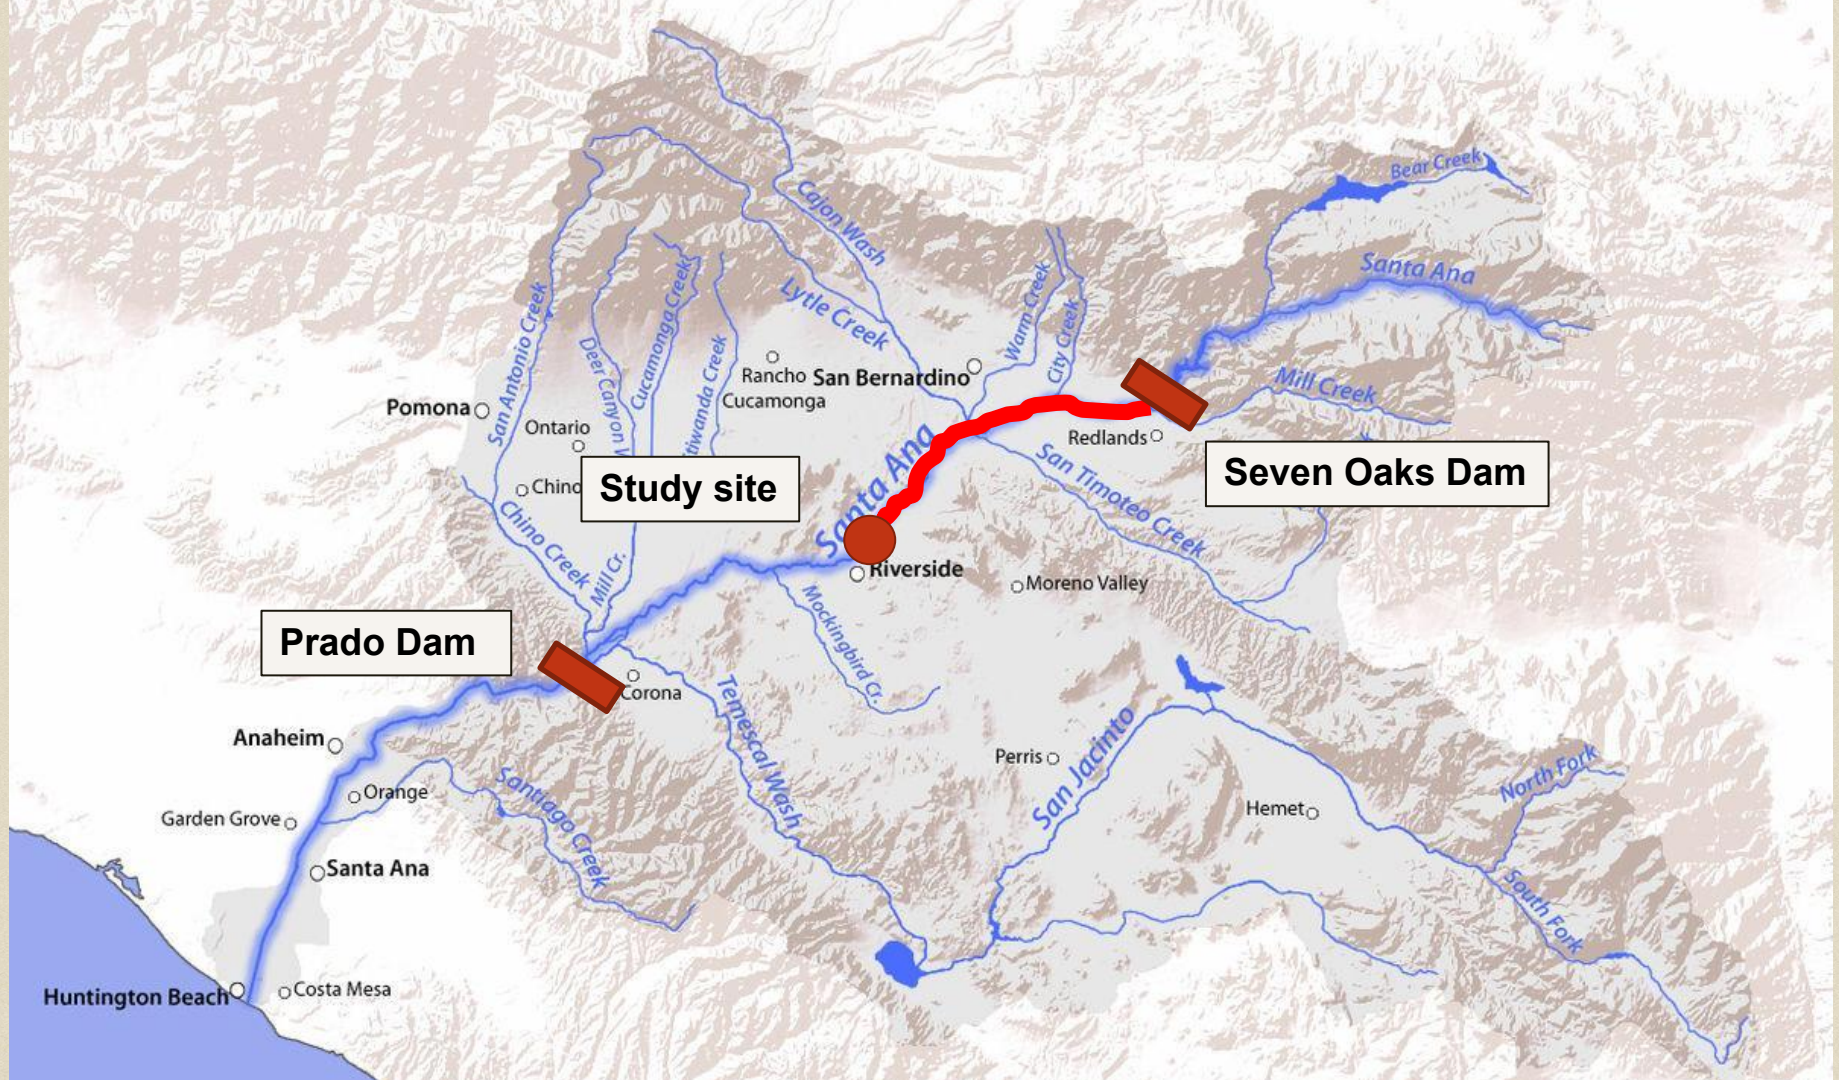 Bear Creek
Santa Ana
Cajon Wash
Lytle Creek
Warm Creek
City Creek
Mill Creek
San Antonio Creek
Deer Canyon
Cucamonga Creek
Rancho
Cucamonga
San Bernardino
Pomona
Ontario
Chino
Redlands
Study site
Santa Ana
Seven Oaks Dam
San Timoteo Creek
Chino Creek
Mill Cr.
Riverside
Moreno Valley
Mockingbird Cr.
Prado Dam
Corona
Temescal Wash
Anaheim
Orange
Santiago Creek
Garden Grove
Santa Ana
Perris
San Jacinto
Hemet
North Fork
South Fork
Huntington Beach
Costa Mesa